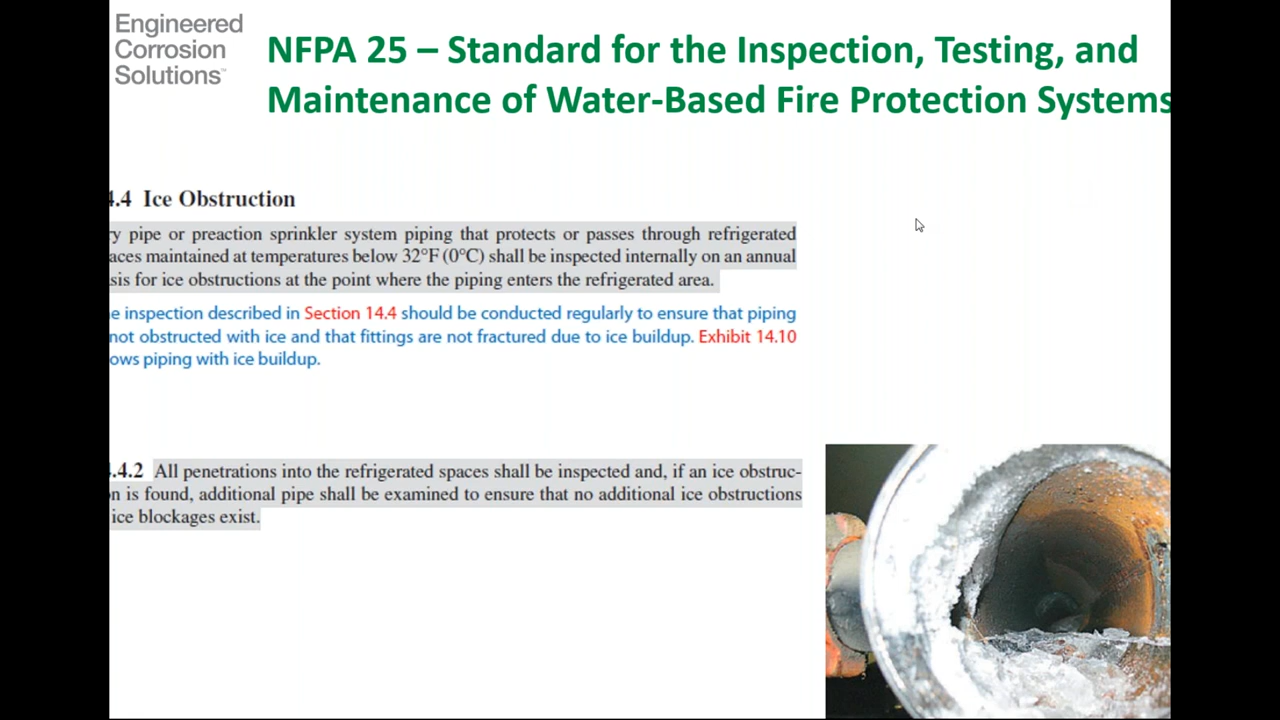 Engineered
Corrosion
Solutions™
NFPA 25 – Standard for the Inspection, Testing, and
Maintenance of Water-Based Fire Protection Systems
4.4 Ice Obstruction
ry pipe or preaction sprinkler system piping that protects or passes through refrigerated
aces maintained at temperatures below 32°F (0°C) shall be inspected internally on an annual
sis for ice obstructions at the point where the piping enters the refrigerated area.
e inspection described in Section 14.4 should be conducted regularly to ensure that piping
not obstructed with ice and that fittings are not fractured due to ice buildup. Exhibit 14.10
ows piping with ice buildup.
.4.2 All penetrations into the refrigerated spaces shall be inspected and, if an ice obstruc-
n is found, additional pipe shall be examined to ensure that no additional ice obstructions
ice blockages exist.